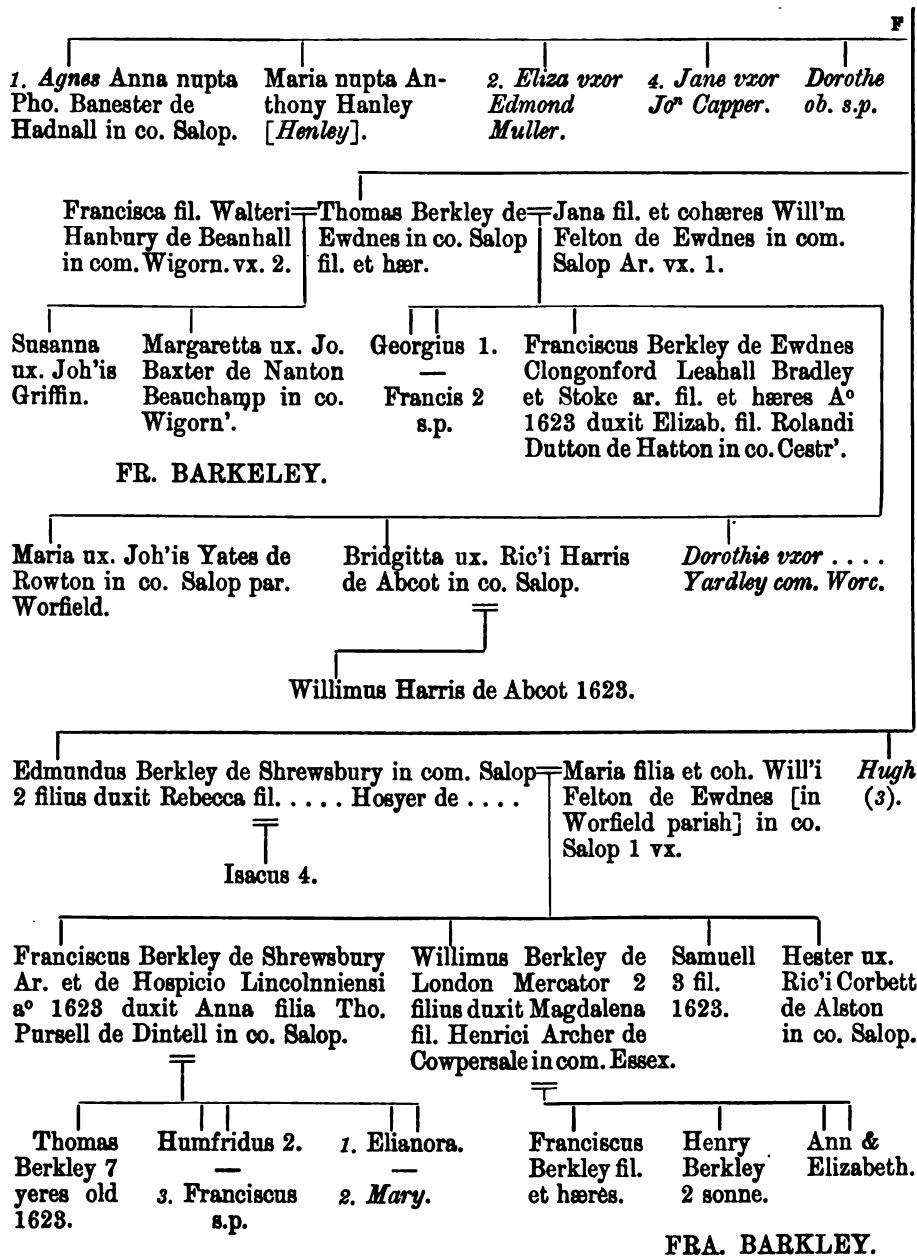 F
1. Agnes Anna nupta
Pho. Banester de
Hadnall in co. Salop.
Maria nupta An-
thony Hanley
[Henley].
2. Eliza vxor
Edmond
Muller.
4. Jane vxor
Joⁿ Capper.
Dorothe
ob. s.p.
Francisca fil. Walteri
Hanbury de Beanhall
in com. Wigorn. vx. 2.
Thomas Berkley de
Ewdnes in co. Salop
fil. et hær.
Jana fil. et cohæres Will'm
Felton de Ewdnes in com.
Salop Ar. vx. 1.
Susanna
ux. Joh'is
Griffin.
Margaretta ux. Jo.
Baxter de Nanton
Beauchamp in co.
Wigorn'.
Georgius 1.
—
Francis 2
s.p.
Franciscus Berkley de Ewdnes
Clongonford Leahall Bradley
et Stoke ar. fil. et hæres Aº
1623 duxit Elizab. fil. Rolandi
Dutton de Hatton in co. Cestr'.
FR. BARKELEY.
Maria ux. Joh'is Yates de
Rowton in co. Salop par.
Worfield.
Bridgitta ux. Ric'i Harris
de Abcot in co. Salop.
Dorothie vxor . . . .
Yardley com. Worc.
Willimus Harris de Abcot 1623.
Edmundus Berkley de Shrewsbury in com. Salop
2 filius duxit Rebecca fil. . . . . . Hosyer de . . . .
Maria filia et coh. Will'i
Felton de Ewdnes [in
Worfield parish] in co.
Salop 1 vx.
Hugh
(3).
Isacus 4.
Franciscus Berkley de Shrewsbury
Ar. et de Hospicio Lincolnniensi
aº 1623 duxit Anna filia Tho.
Pursell de Dintell in co. Salop.
Willimus Berkley de
London Mercator 2
filius duxit Magdalena
fil. Henrici Archer de
Cowpersale in com. Essex.
Samuell
3 fil.
1623.
Hester ux.
Ric'i Corbett
de Alston
in co. Salop.
Thomas
Berkley 7
yeres old
1623.
Humfridus 2.
—
3. Franciscus
s.p.
1. Elianora.
—
2. Mary.
Franciscus
Berkley fil.
et hærès.
Henry
Berkley
2 sonne.
Ann &
Elizabeth.
FRA. BARKLEY.